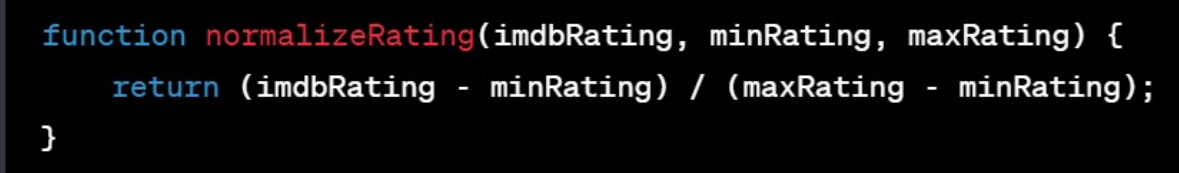 function normalizeRating(imdbRating, minRating, maxRating) {
    return (imdbRating - minRating) / (maxRating - minRating);
}